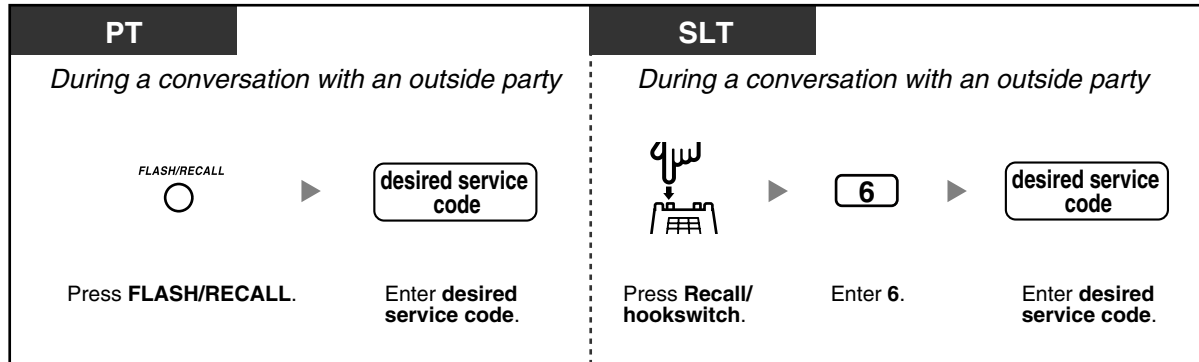 PT
During a conversation with an outside party
FLASH/RECALL
desired service
code
Press FLASH/RECALL.
Enter desired
service code.
SLT
During a conversation with an outside party
6
desired service
code
Press Recall/
hookswitch.
Enter 6.
Enter desired
service code.